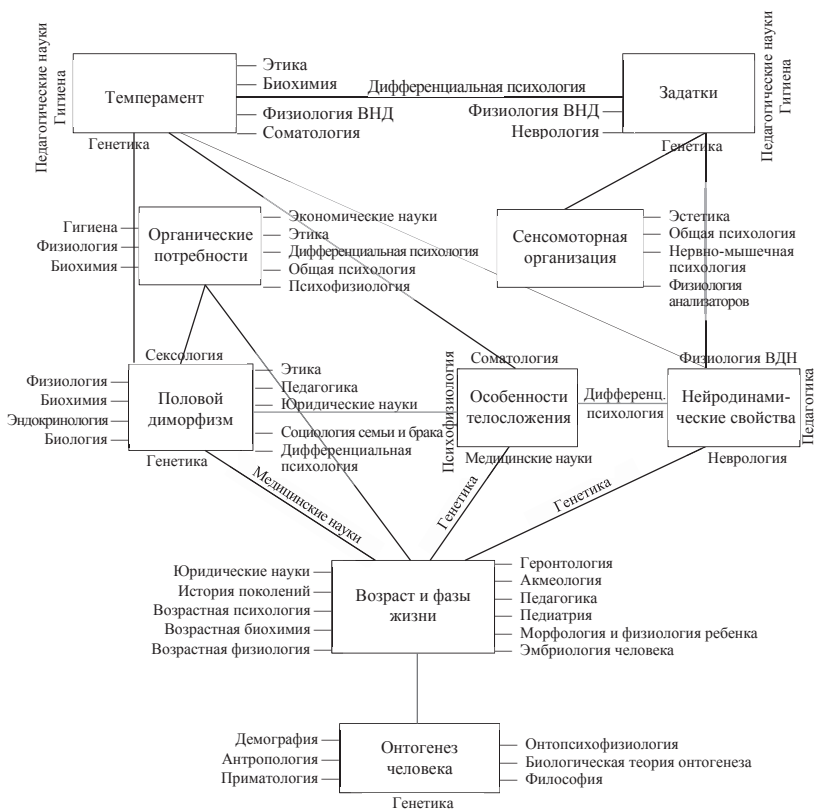 Педагогические науки
Гигиена
Темперамент
Этика
Биохимия
Физиология ВНД
Соматология
Генетика
Дифференциальная психология
Физиология ВНД
Неврология
Задатки
Педагогические науки
Гигиена
Генетика
Гигиена
Физиология
Биохимия
Органические
потребности
Экономические науки
Этика
Дифференциальная психология
Общая психология
Психофизиология
Сенсомоторная
организация
Эстетика
Общая психология
Нервно-мышечная
психология
Физиология
анализаторов
Сексология
Физиология
Биохимия
Эндокринология
Биология
Половой
диморфизм
Этика
Педагогика
Юридические науки
Социология семьи и брака
Дифференциальная
психология
Генетика
Психофизиология
Соматология
Особенности
телосложения
Медицинские науки
Дифференц.
психология
Физиология ВДН
Нейродинами-
ческие свойства
Педагогика
Неврология
Медицинские науки
Генетика
Генетика
Юридические науки
История поколений
Возрастная психология
Возрастная биохимия
Возрастная физиология
Возраст и фазы
жизни
Геронтология
Акмеология
Педагогика
Педиатрия
Морфология и физиология ребенка
Эмбриология человека
Демография
Антропология
Приматология
Онтогенез
человека
Онтопсихофизиология
Биологическая теория онтогенеза
Философия
Генетика